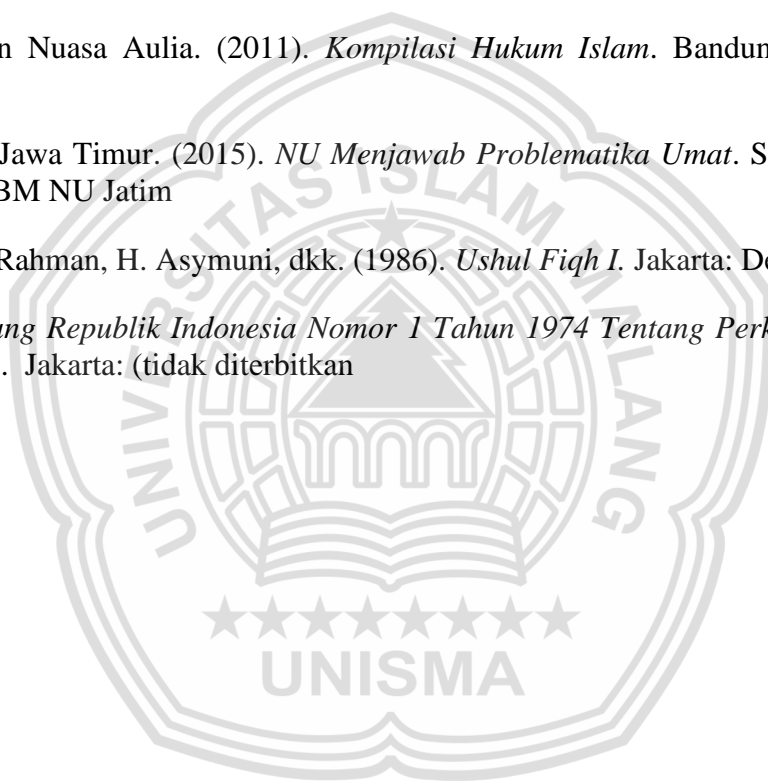 n Nuasa Aulia. (2011). Kompilasi Hukum Islam. Bandun
Jawa Timur. (2015). NU Menjawab Problematika Umat. S
BM NU Jatim
Rahman, H. Asymuni, dkk. (1986). Ushul Fiqh I. Jakarta: De
ng Republik Indonesia Nomor 1 Tahun 1974 Tentang Perk
. Jakarta: (tidak diterbitkan
UNIVERSITAS ISLAM MALANG
UNISMA